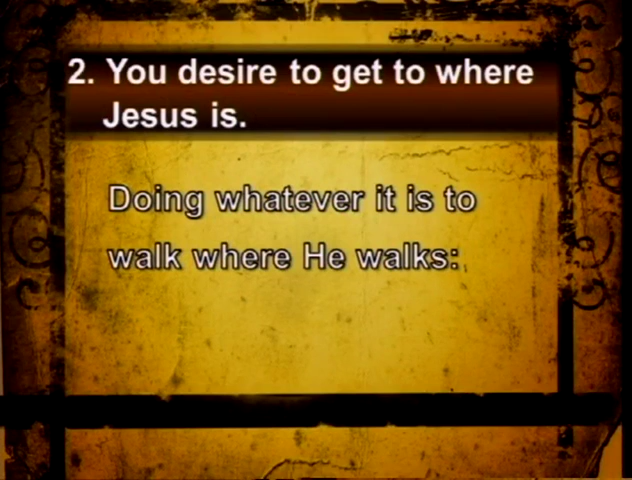 2. You desire to get to where
Jesus is.
Doing whatever it is to
walk where He walks: